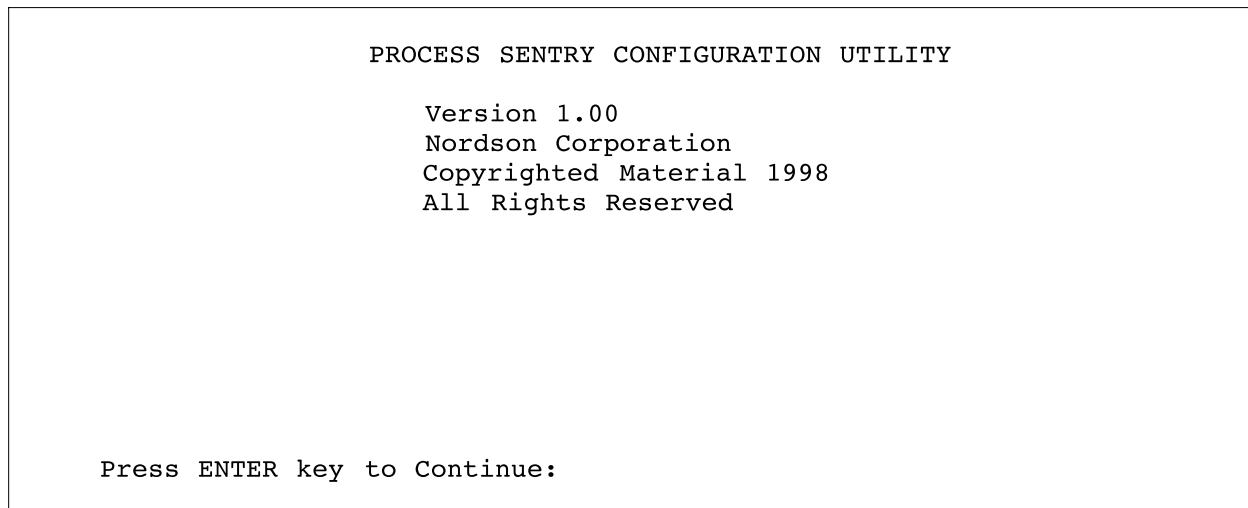 PROCESS SENTRY CONFIGURATION UTILITY
Version 1.00
Nordson Corporation
Copyrighted Material 1998
All Rights Reserved
Press ENTER key to Continue: